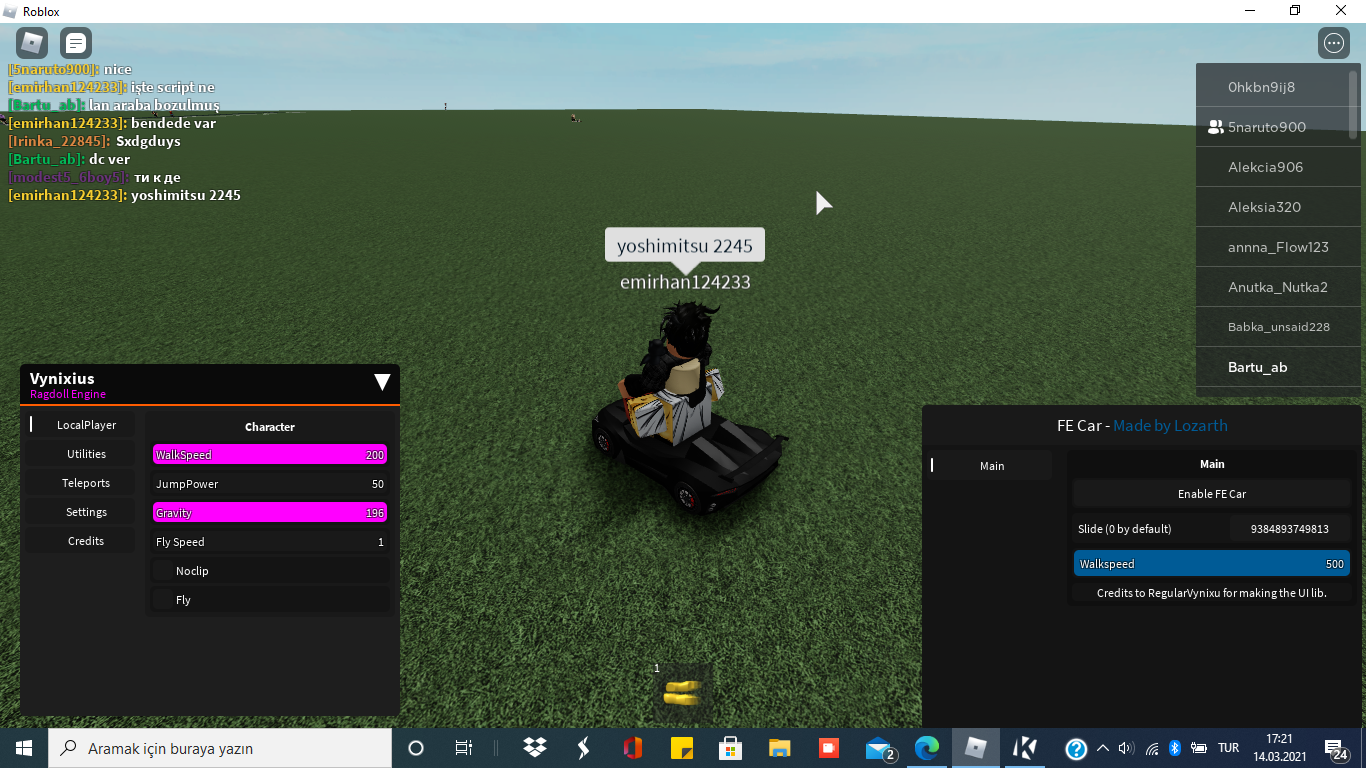 Roblox
[5naruto900]: nice
[emirhan124233]: işte script ne
[Bartu_ab]: lan araba bozulmuş
[emirhan124233]: bendede var
[Irinka_22845]: Sxdgduys
[Bartu_ab]: dc ver
[modest5_6boy5]: ти к де
[emirhan124233]: yoshimitsu 2245
0hkbn9ij8
5naruto900
Alekcia906
Aleksia320
annna_Flow123
Anutka_Nutka2
Babka_unsaid228
Bartu_ab
yoshimitsu 2245
emirhan124233
Vynixius
Ragdoll Engine
LocalPlayer
Utilities
Teleports
Settings
Credits
Character
WalkSpeed 200
JumpPower 50
Gravity 196
Fly Speed 1
Noclip
Fly
FE Car - Made by Lozarth
Main
Main
Enable FE Car
Slide (0 by default) 9384893749813
Walkspeed 500
Credits to RegularVynixu for making the UI lib.
1
Aramak için buraya yazın
2
TUR
17:21
14.03.2021
24